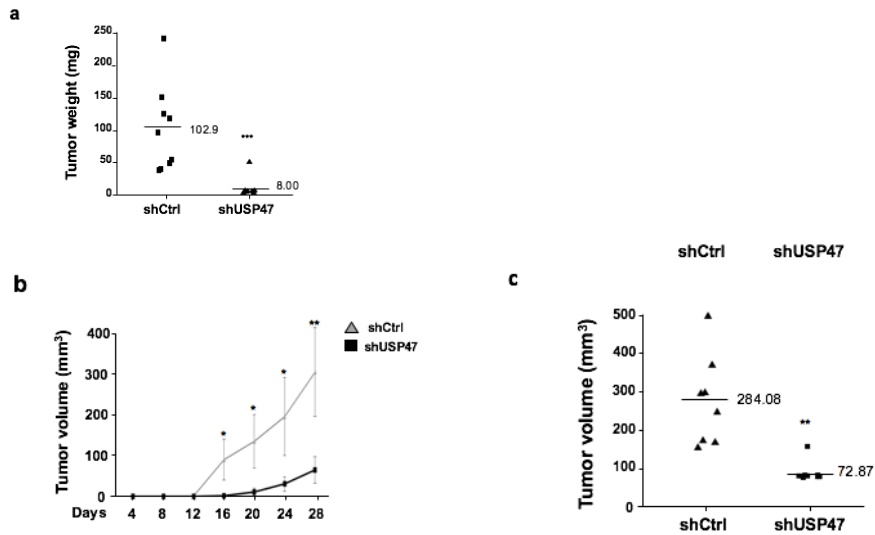 a
Tumor weight (mg)
250
200
150
100
50
0
102.9
***
8.00
shCtrl shUSP47
b
Tumor volume (mm³)
400
300
200
100
0
*
*
*
**
shCtrl
shUSP47
Days 4 8 12 16 20 24 28
c
shCtrl shUSP47
Tumor volume (mm³)
500
400
300
200
100
0
284.08
**
72.87
shCtrl shUSP47